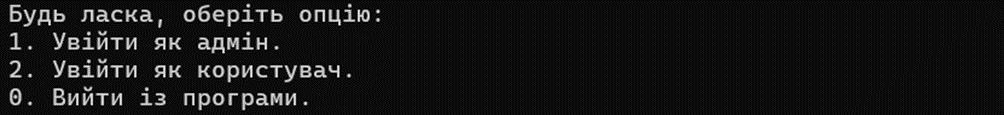 Будь ласка, оберіть опцію:
1. Увійти як адмін.
2. Увійти як користувач.
0. Вийти із програми.